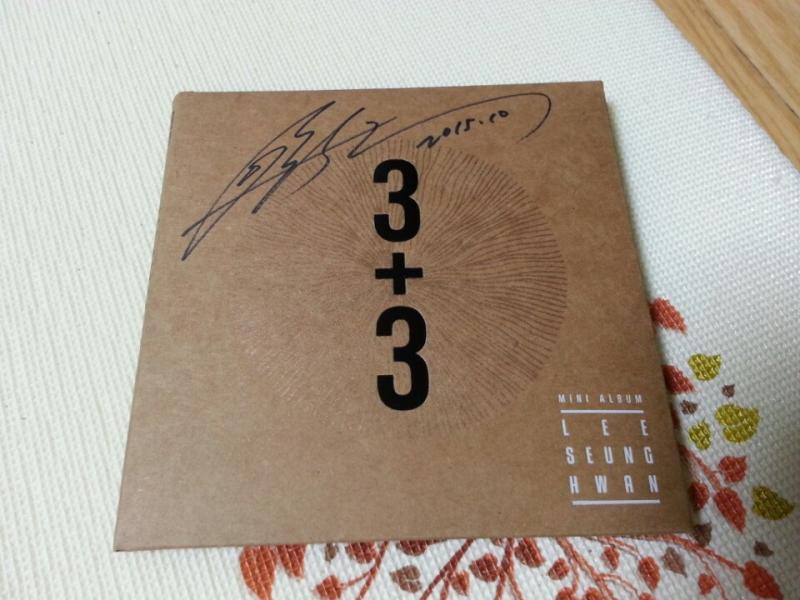 2015.10
3
+
3
MINI ALBUM
LEE
SEUNG
HWAN